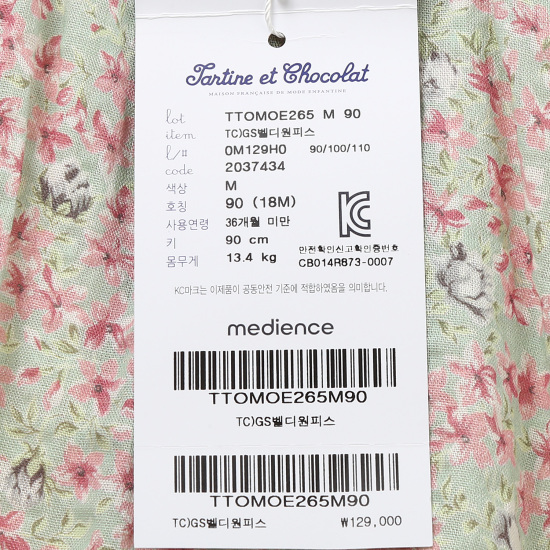 Tartine et Chocolat
MAISON FRANÇAISE DE MODE ENFANTINE
lot TTOMOE265 M 90
item TC)GS벨디원피스
l/# 0M129H0 90/100/110
code 2037434
색상 M
호칭 90 (18M)
사용연령 36개월 미만
키 90 cm
몸무게 13.4 kg
안전확인신고확인증번호
CB014R873-0007
KC마크는 이제품이 공동안전 기준에 적합하였음을 의미합니다.
medience
TTOMOE265M90
TC)GS벨디원피스
TTOMOE265M90
TC)GS벨디원피스 ₩129,000